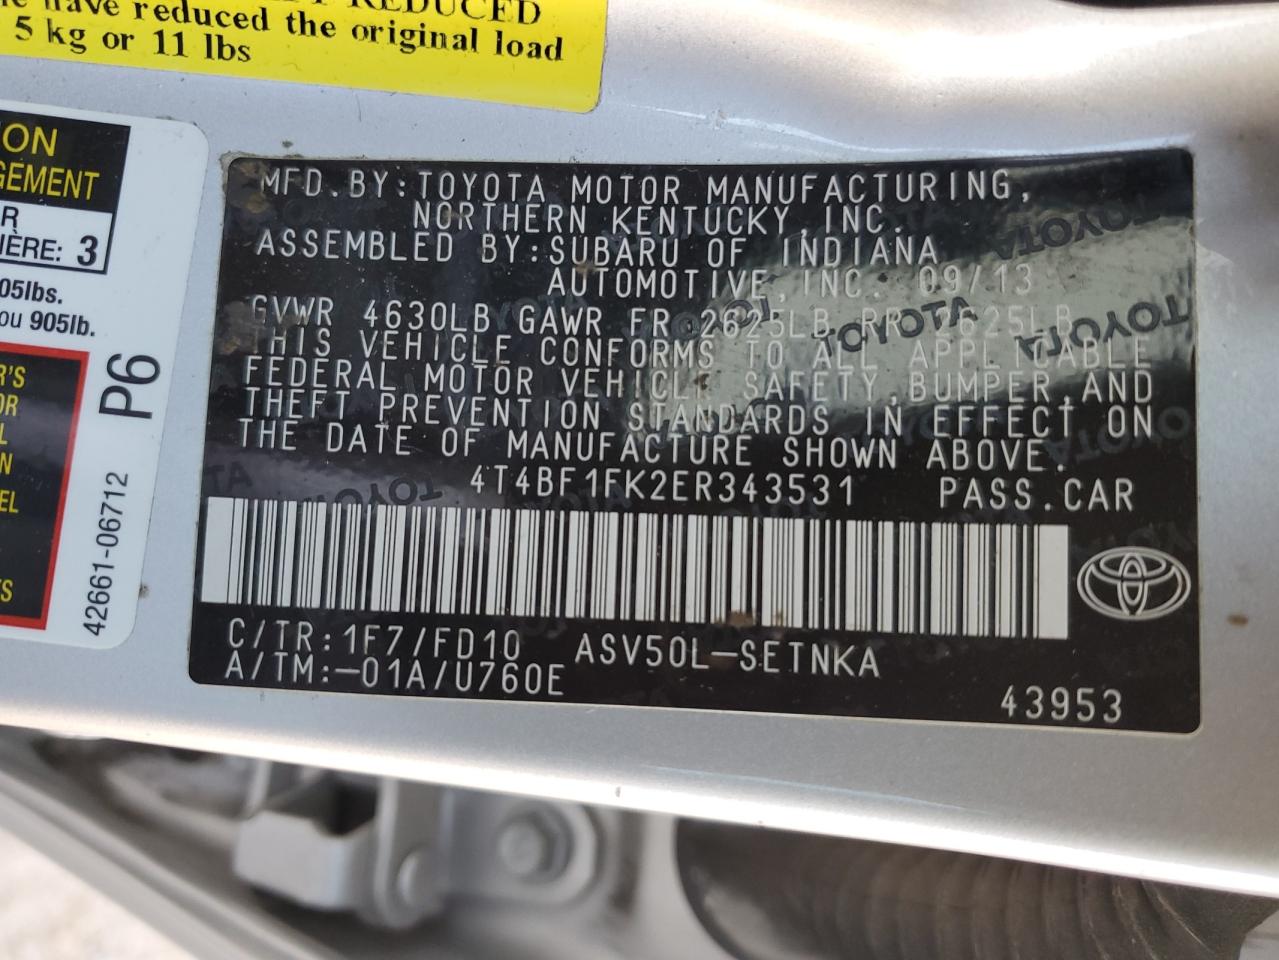 have reduced the original load
5 kg or 11 lbs
ON
GEMENT
R
IÈRE: 3
05lbs.
ou 905lb.
R'S
OR
L
N
EL
S
P6
42661-06712
MFD.BY:TOYOTA MOTOR MANUFACTURING,
NORTHERN KENTUCKY,INC.
ASSEMBLED BY:SUBARU OF INDIANA
AUTOMOTIVE,INC. 09/13
GVWR 4630LB GAWR FR 2625LB RR 2625LB
THIS VEHICLE CONFORMS TO ALL APPLICABLE
FEDERAL MOTOR VEHICLE SAFETY,BUMPER,AND
THEFT PREVENTION STANDARDS IN EFFECT ON
THE DATE OF MANUFACTURE SHOWN ABOVE.
4T4BF1FK2ER343531 PASS.CAR
C/TR:1F7/FD10 ASV50L-SETNKA
A/TM:-01A/U760E
43953
TOYOTA
TOYOTA
TOYOTA
TOYOTA